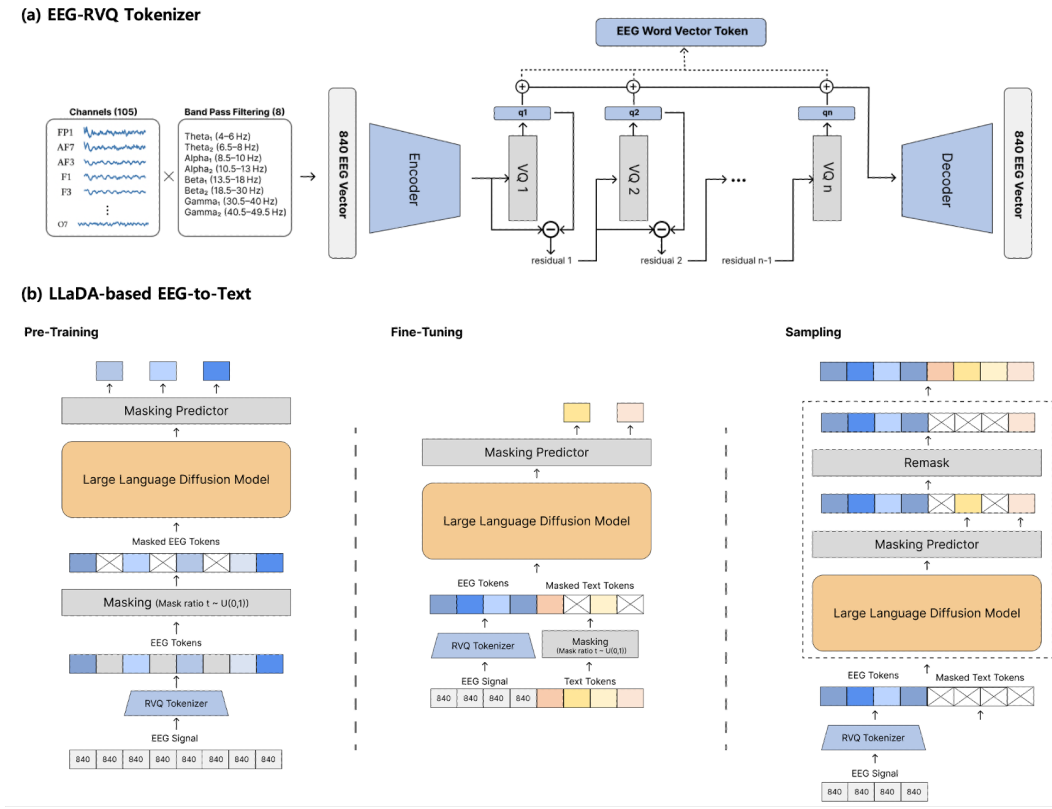 (a) EEG-RVQ Tokenizer
EEG Word Vector Token
Channels (105)
FP1
AF7
AF3
F1
F3
⋮
O7
×
Band Pass Filtering (8)
Theta₁ (4–6 Hz)
Theta₂ (6.5–8 Hz)
Alpha₁ (8.5–10 Hz)
Alpha₂ (10.5–13 Hz)
Beta₁ (13.5–18 Hz)
Beta₂ (18.5–30 Hz)
Gamma₁ (30.5–40 Hz)
Gamma₂ (40.5–49.5 Hz)
840 EEG Vector
Encoder
q1
VQ 1
residual 1
q2
VQ 2
residual 2
...
residual n-1
qn
VQ n
Decoder
840 EEG Vector
(b) LLaDA-based EEG-to-Text
Pre-Training
Masking Predictor
Large Language Diffusion Model
Masked EEG Tokens
Masking (Mask ratio t ~ U(0,1))
EEG Tokens
RVQ Tokenizer
EEG Signal
840 840 840 840 840 840 840 840
Fine-Tuning
Masking Predictor
Large Language Diffusion Model
EEG Tokens
Masked Text Tokens
RVQ Tokenizer
Masking
(Mask ratio t ~ U(0,1))
EEG Signal
Text Tokens
840 840 840 840
Sampling
Remask
Masking Predictor
Large Language Diffusion Model
EEG Tokens
Masked Text Tokens
RVQ Tokenizer
EEG Signal
840 840 840 840